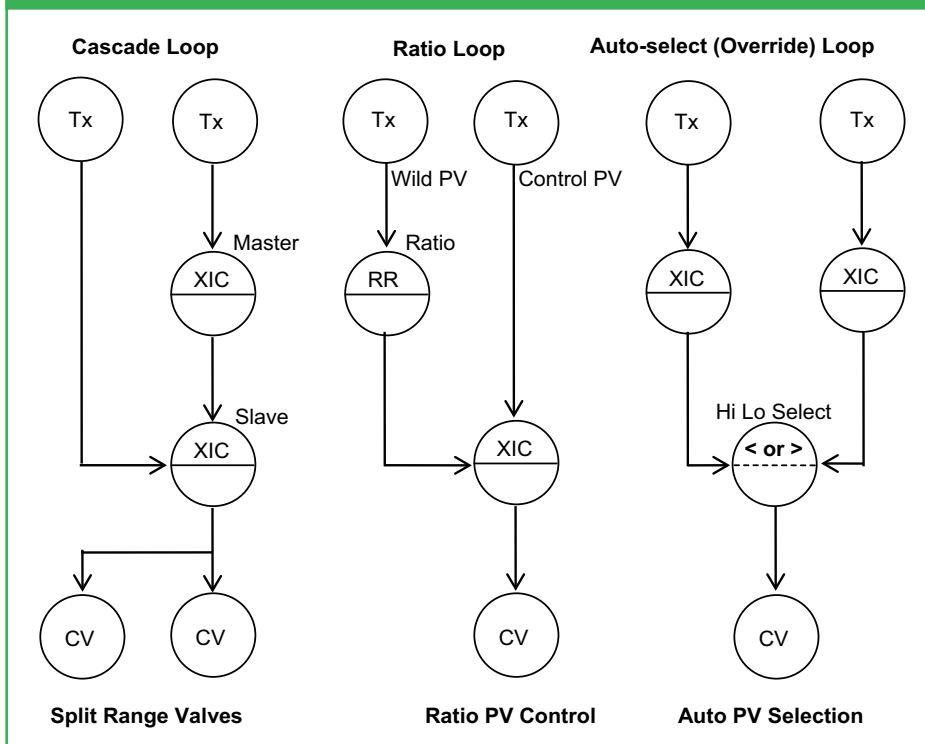 Cascade Loop
Ratio Loop
Auto-select (Override) Loop
Tx
Tx
Tx
Tx
Tx
Tx
Wild PV
Control PV
Master
Ratio
XIC
RR
XIC
XIC
Slave
Hi Lo Select
XIC
XIC
< or >
CV
CV
CV
CV
Split Range Valves
Ratio PV Control
Auto PV Selection